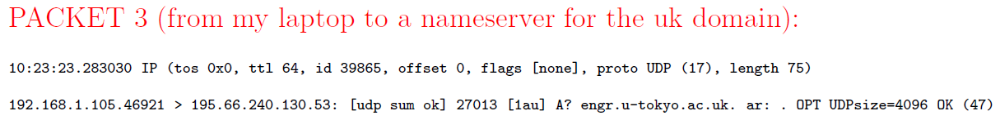 PACKET 3 (from my laptop to a nameserver for the uk domain):
10:23:23.283030 IP (tos 0x0, ttl 64, id 39865, offset 0, flags [none], proto UDP (17), length 75)
192.168.1.105.46921 > 195.66.240.130.53: [udp sum ok] 27013 [1au] A? engr.u-tokyo.ac.uk. ar: . OPT UDPsize=4096 OK (47)